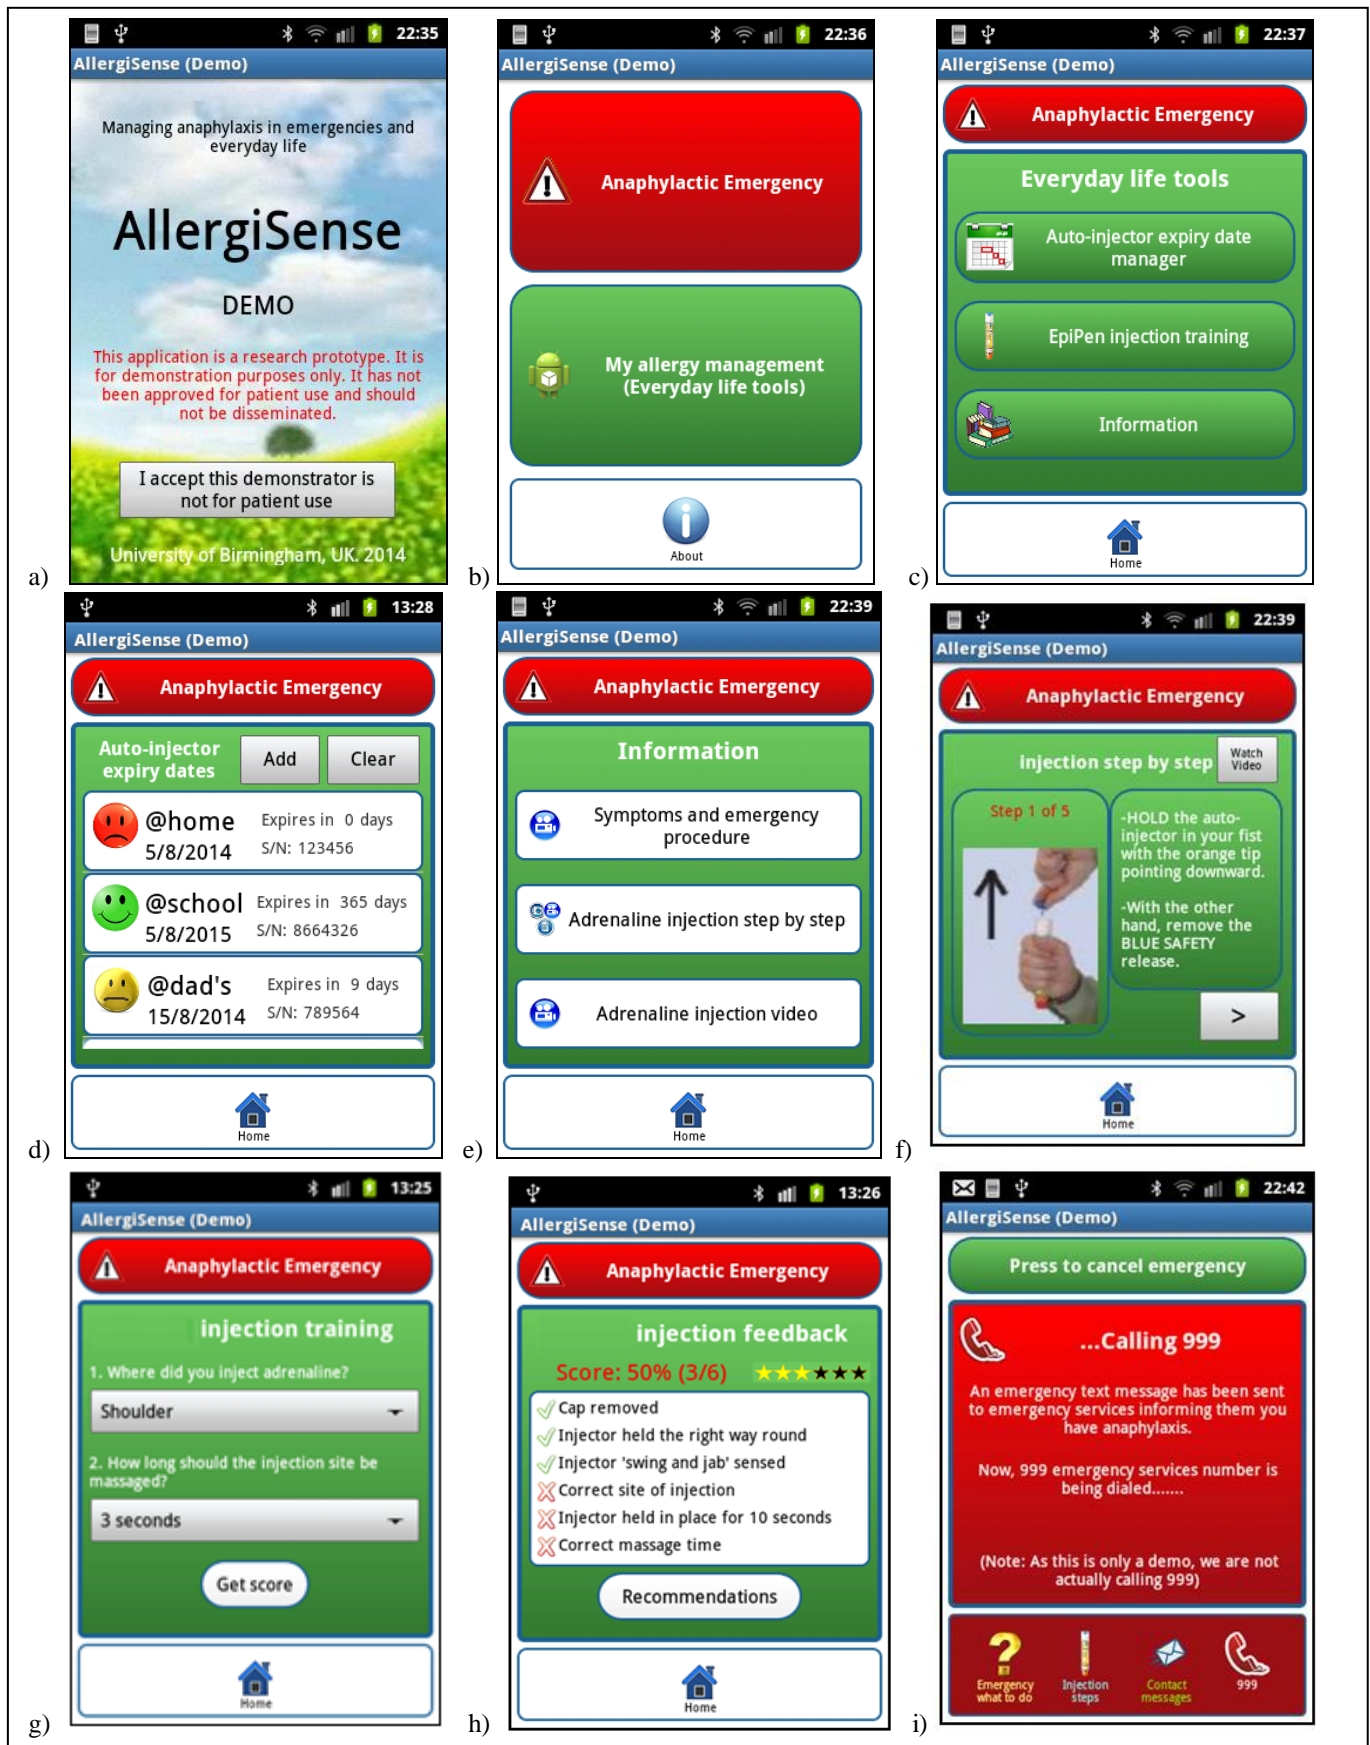 22:35
AllergiSense (Demo)
Managing anaphylaxis in emergencies and
everyday life
AllergiSense
DEMO
This application is a research prototype. It is
for demonstration purposes only. It has not
been approved for patient use and should
not be disseminated.
I accept this demonstrator is
not for patient use
University of Birmingham, UK. 2014
a)
22:36
AllergiSense (Demo)
Anaphylactic Emergency
My allergy management
(Everyday life tools)
About
b)
22:37
AllergiSense (Demo)
Anaphylactic Emergency
Everyday life tools
Auto-injector expiry date
manager
EpiPen injection training
Information
Home
c)
13:28
AllergiSense (Demo)
Anaphylactic Emergency
Auto-injector
expiry dates
Add
Clear
@home
Expires in 0 days
5/8/2014
S/N: 123456
@school
Expires in 365 days
5/8/2015
S/N: 8664326
@dad's
Expires in 9 days
15/8/2014
S/N: 789564
Home
d)
22:39
AllergiSense (Demo)
Anaphylactic Emergency
Information
Symptoms and emergency
procedure
Adrenaline injection step by step
Adrenaline injection video
Home
e)
22:39
AllergiSense (Demo)
Anaphylactic Emergency
injection step by step
Watch
Video
Step 1 of 5
-HOLD the auto-
injector in your fist
with the orange tip
pointing downward.
-With the other
hand, remove the
BLUE SAFETY
release.
>
Home
f)
13:25
AllergiSense (Demo)
Anaphylactic Emergency
injection training
1. Where did you inject adrenaline?
Shoulder
2. How long should the injection site be
massaged?
3 seconds
Get score
Home
g)
13:26
AllergiSense (Demo)
Anaphylactic Emergency
injection feedback
Score: 50% (3/6)
Cap removed
Injector held the right way round
Injector 'swing and jab' sensed
Correct site of injection
Injector held in place for 10 seconds
Correct massage time
Recommendations
Home
h)
22:42
AllergiSense (Demo)
Press to cancel emergency
...Calling 999
An emergency text message has been sent
to emergency services informing them you
have anaphylaxis.
Now, 999 emergency services number is
being dialed.......
(Note: As this is only a demo, we are not
actually calling 999)
Emergency
what to do
Injection
steps
Contact
messages
999
i)